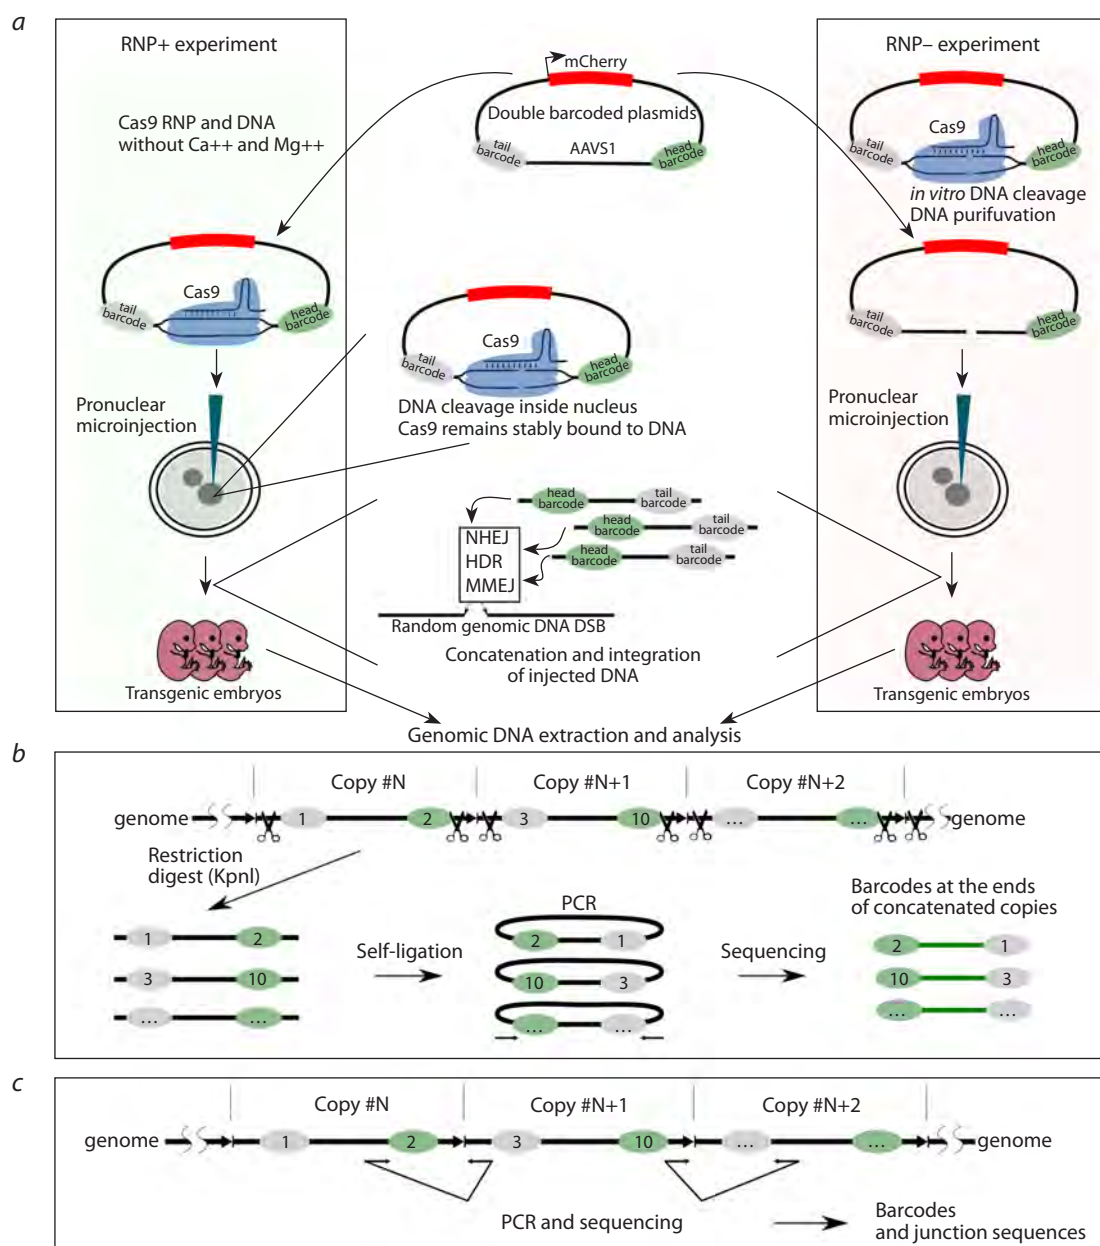 a
RNP+ experiment
Cas9 RNP and DNA
without Ca++ and Mg++
Cas9
tail
barcode
head
barcode
Pronuclear
microinjection
Transgenic embryos
mCherry
Double barcoded plasmids
tail
barcode
AAVS1
head
barcode
Cas9
tail
barcode
head
barcode
DNA cleavage inside nucleus
Cas9 remains stably bound to DNA
head
barcode
tail
barcode
head
barcode
tail
barcode
head
barcode
tail
barcode
NHEJ
HDR
MMEJ
Random genomic DNA DSB
Concatenation and integration
of injected DNA
RNP– experiment
Cas9
tail
barcode
head
barcode
in vitro DNA cleavage
DNA purifuvation
tail
barcode
head
barcode
Pronuclear
microinjection
Transgenic embryos
Genomic DNA extraction and analysis
b
Copy #N
Copy #N+1
Copy #N+2
genome 1 2 3 10 ... ... genome
Restriction
digest (KpnI)
1 2
3 10
... ...
Self-ligation
PCR
2 1
10 3
... ...
Sequencing
Barcodes at the ends
of concatenated copies
2 1
10 3
... ...
c
Copy #N
Copy #N+1
Copy #N+2
genome 1 2 3 10 ... ... genome
PCR and sequencing
Barcodes
and junction sequences